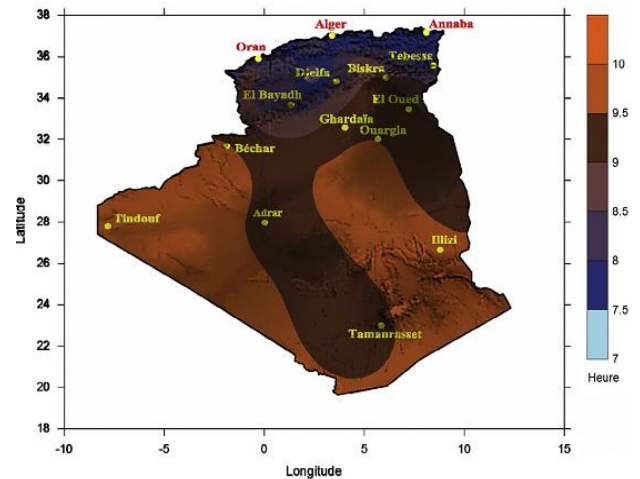 38
36
34
32
30
28
26
24
22
20
18
Latitude
-10
-5
0
5
10
15
Longitude
Alger
Annaba
Oran
Tebessa
Djelfa
Biskra
El Bayadh
El Oued
Ghardaïa
Ouargla
Béchar
Tindouf
Adrar
Illizi
Tamanrasset
10
9.5
9
8.5
8
7.5
7
Heure